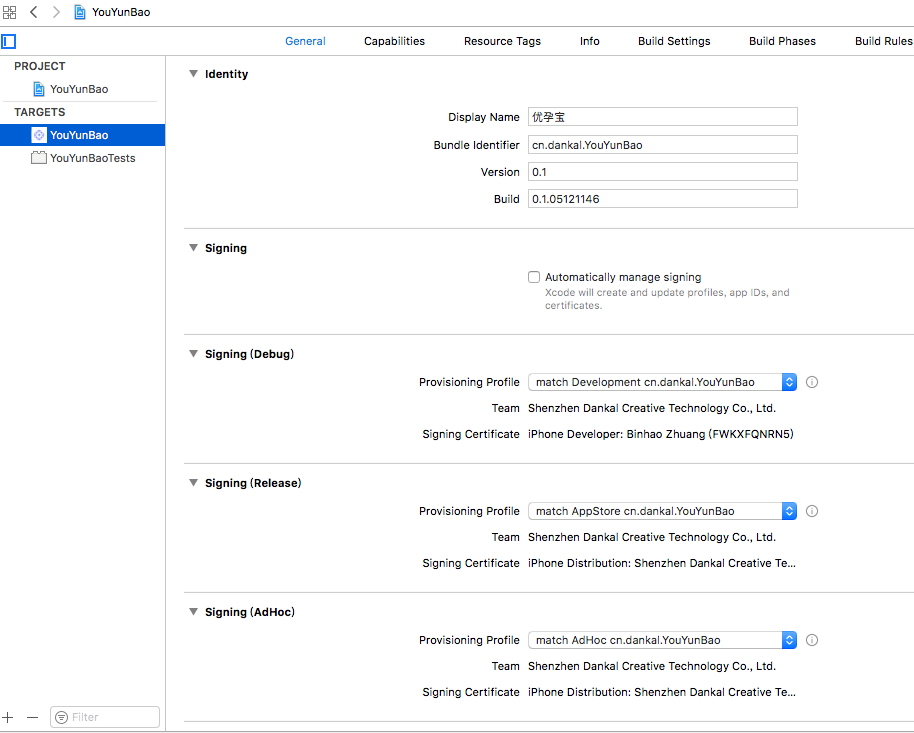 YouYunBao
General Capabilities Resource Tags Info Build Settings Build Phases Build Rules
PROJECT
YouYunBao
TARGETS
YouYunBao
YouYunBaoTests
Identity
Display Name 优孕宝
Bundle Identifier cn.dankal.YouYunBao
Version 0.1
Build 0.1.05121146
Signing
Automatically manage signing
Xcode will create and update profiles, app IDs, and
certificates.
Signing (Debug)
Provisioning Profile match Development cn.dankal.YouYunBao
Team Shenzhen Dankal Creative Technology Co., Ltd.
Signing Certificate iPhone Developer: Binhao Zhuang (FWKXFQNRN5)
Signing (Release)
Provisioning Profile match AppStore cn.dankal.YouYunBao
Team Shenzhen Dankal Creative Technology Co., Ltd.
Signing Certificate iPhone Distribution: Shenzhen Dankal Creative Te...
Signing (AdHoc)
Provisioning Profile match AdHoc cn.dankal.YouYunBao
Team Shenzhen Dankal Creative Technology Co., Ltd.
Signing Certificate iPhone Distribution: Shenzhen Dankal Creative Te...
Filter